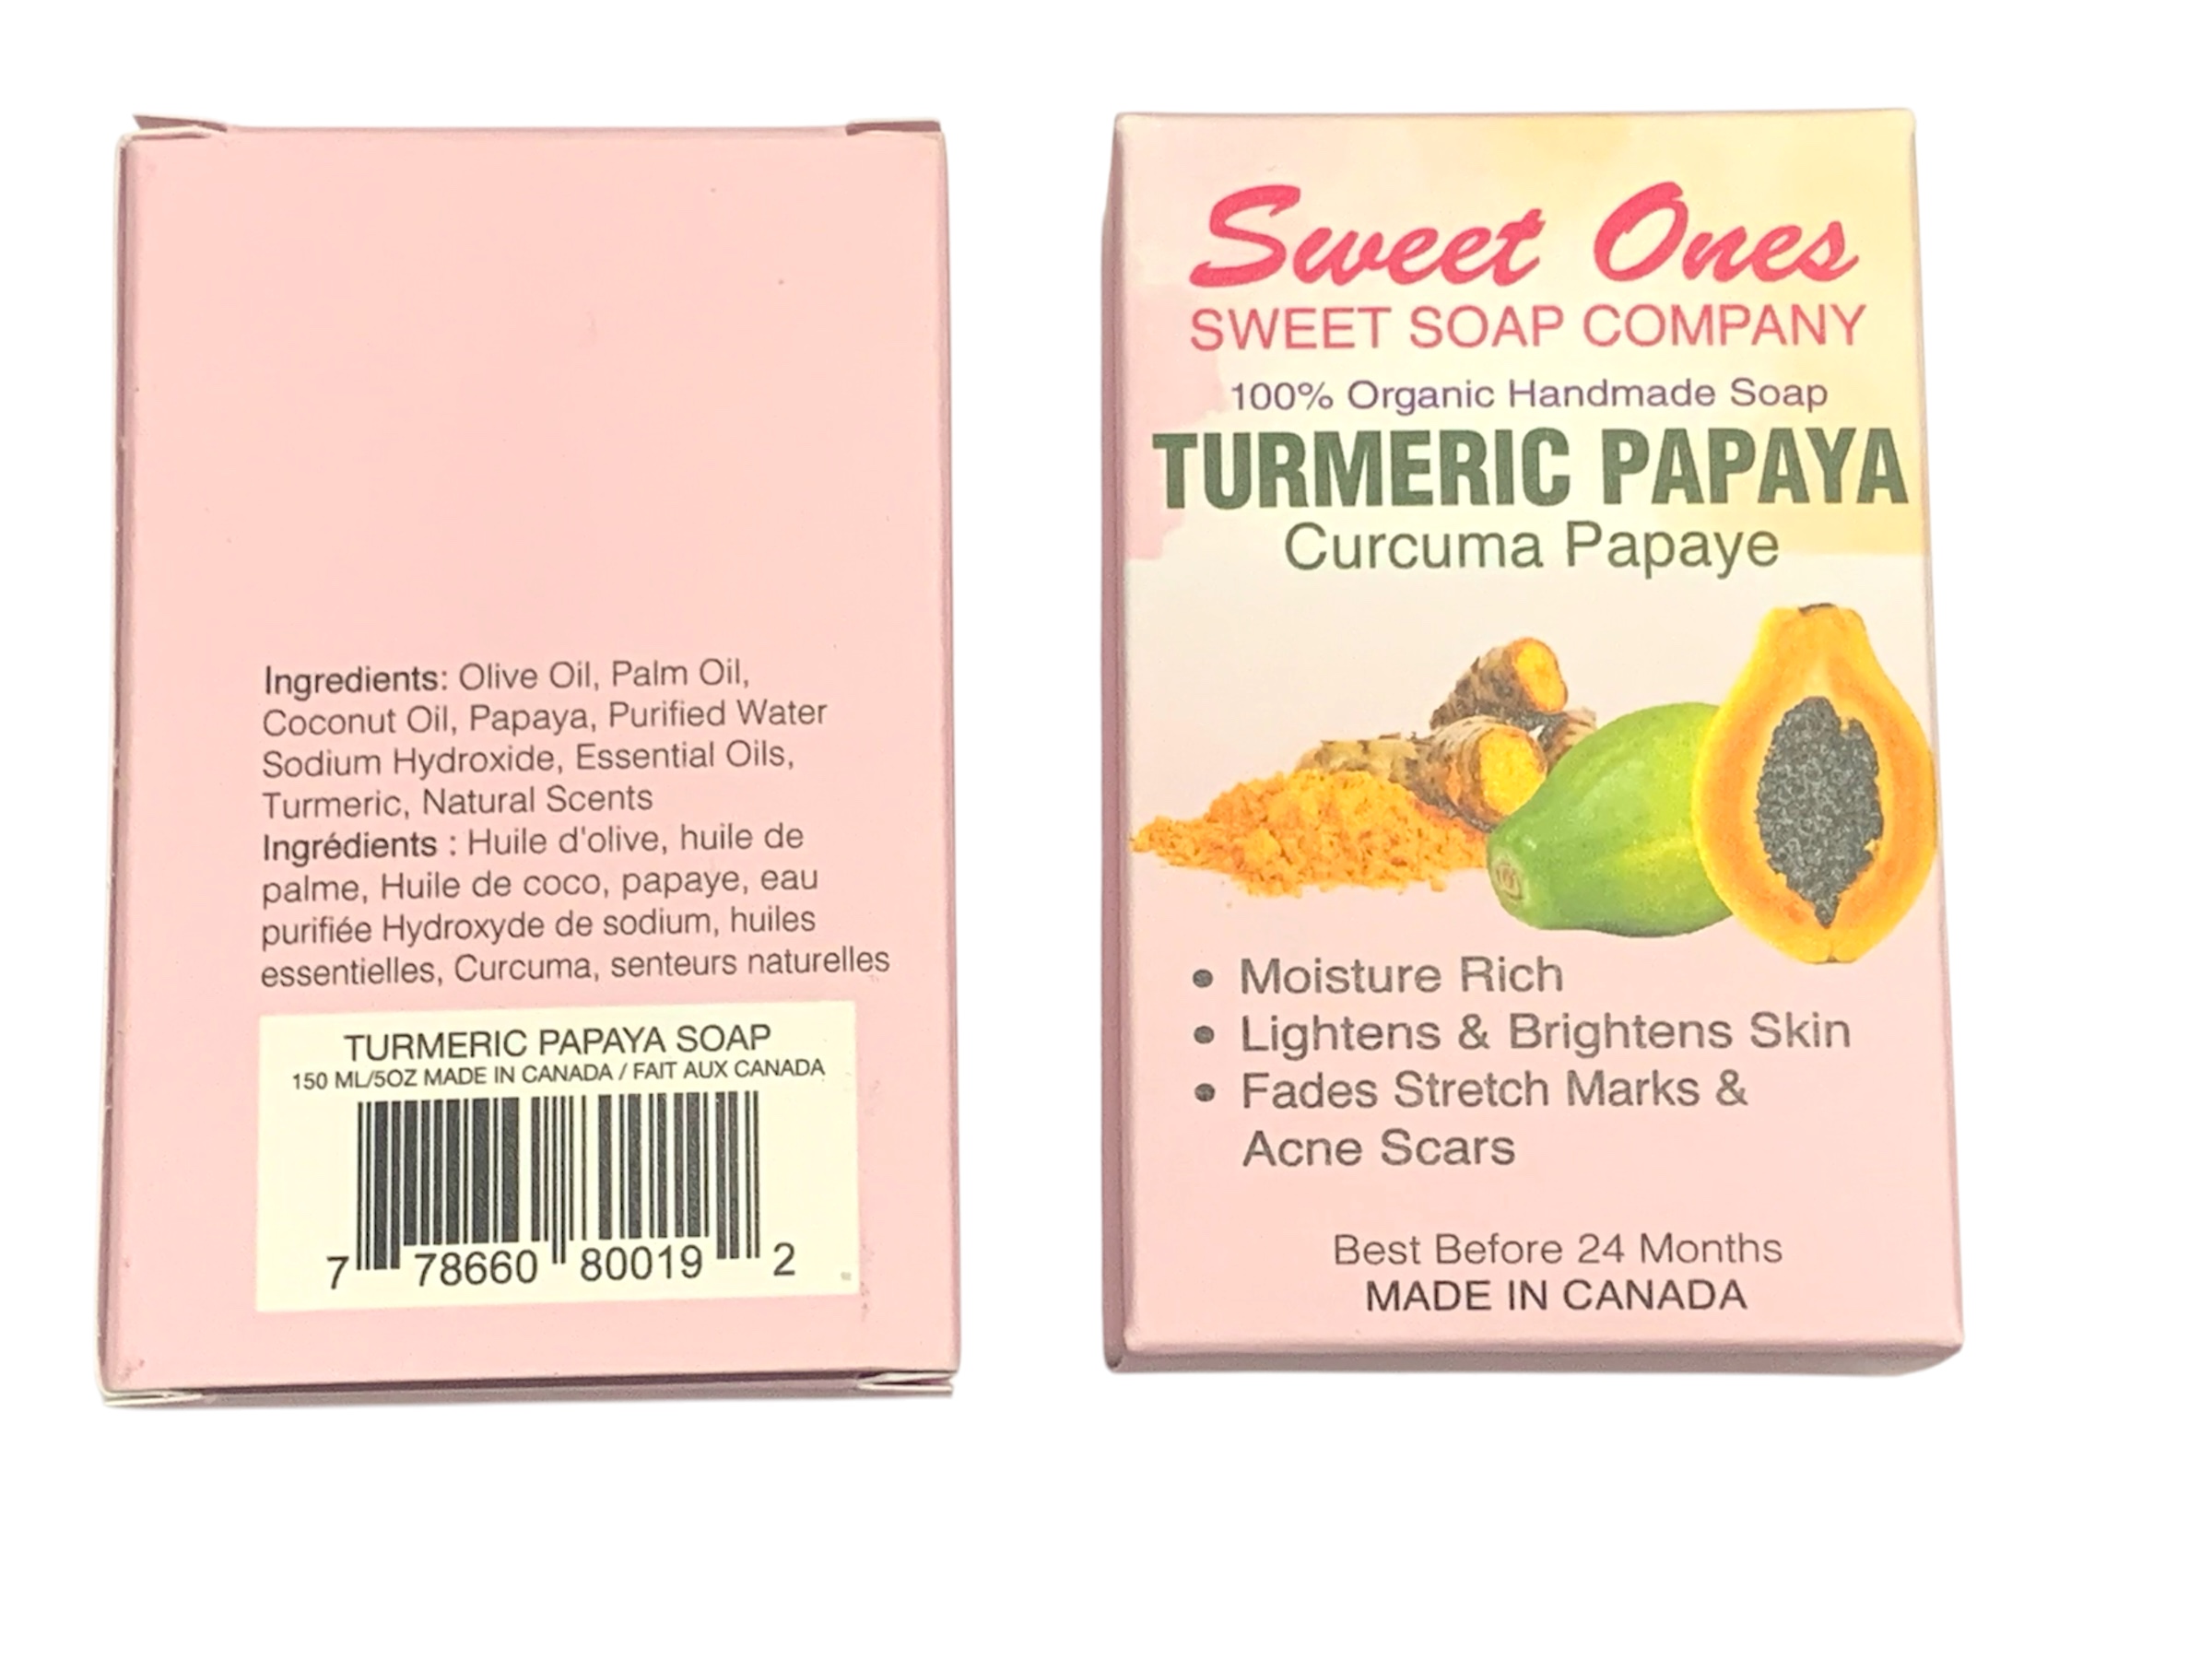 Ingredients: Olive Oil, Palm Oil,
Coconut Oil, Papaya, Purified Water
Sodium Hydroxide, Essential Oils,
Turmeric, Natural Scents
Ingrédients : Huile d'olive, huile de
palme, Huile de coco, papaye, eau
purifiée Hydroxyde de sodium, huiles
essentielles, Curcuma, senteurs naturelles
TURMERIC PAPAYA SOAP
150 ML/5OZ MADE IN CANADA / FAIT AUX CANADA
7 78660 80019 2
Sweet Ones
SWEET SOAP COMPANY
100% Organic Handmade Soap
TURMERIC PAPAYA
Curcuma Papaye
• Moisture Rich
• Lightens & Brightens Skin
• Fades Stretch Marks &
Acne Scars
Best Before 24 Months
MADE IN CANADA